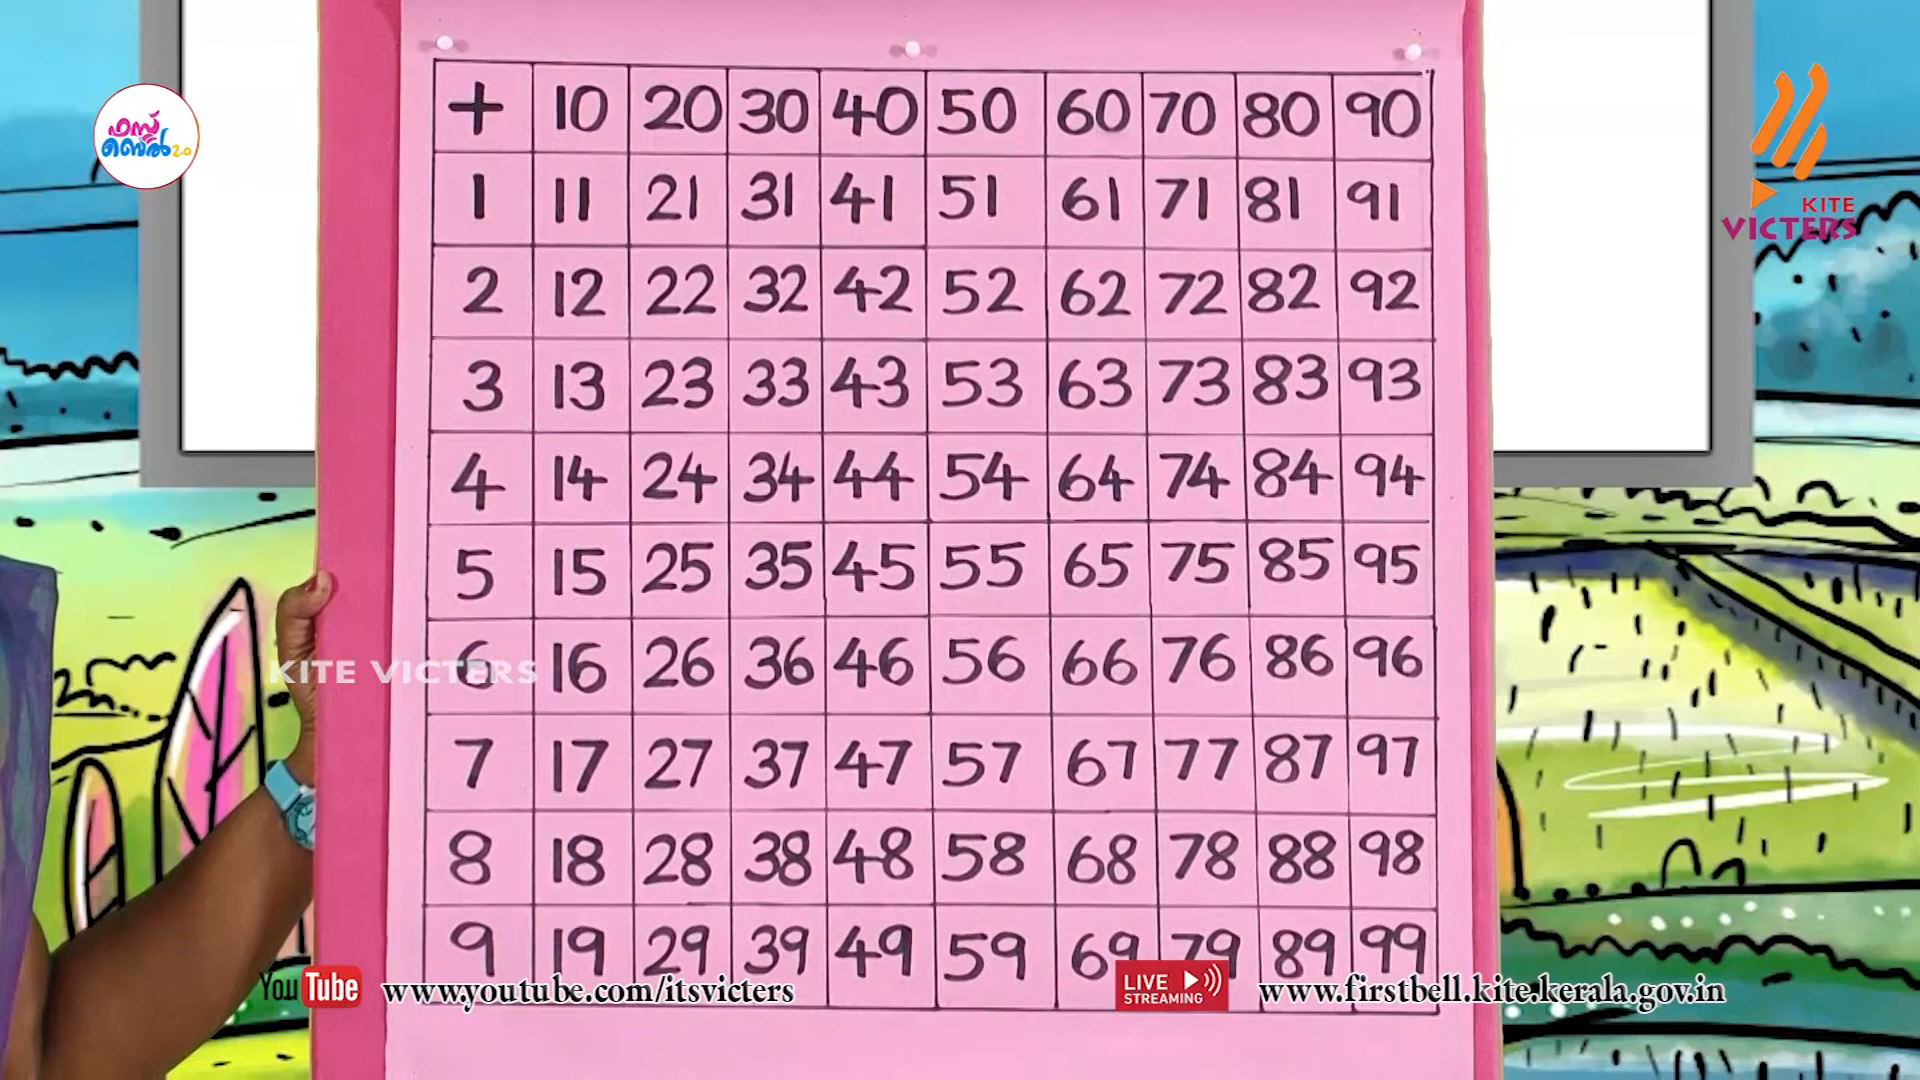 + 10 20 30 40 50 60 70 80 90
1 11 21 31 41 51 61 71 81 91
2 12 22 32 42 52 62 72 82 92
3 13 23 33 43 53 63 73 83 93
4 14 24 34 44 54 64 74 84 94
5 15 25 35 45 55 65 75 85 95
6 16 26 36 46 56 66 76 86 96
7 17 27 37 47 57 67 77 87 97
8 18 28 38 48 58 68 78 88 98
9 19 29 39 49 59 69 79 89 99
ഫസ്റ്റ്
ബെൽ 2.0
KITE
VICTERS
KITE VICTERS
YouTube www.youtube.com/itsvicters
LIVE
STREAMING
www.firstbell.kite.kerala.gov.in